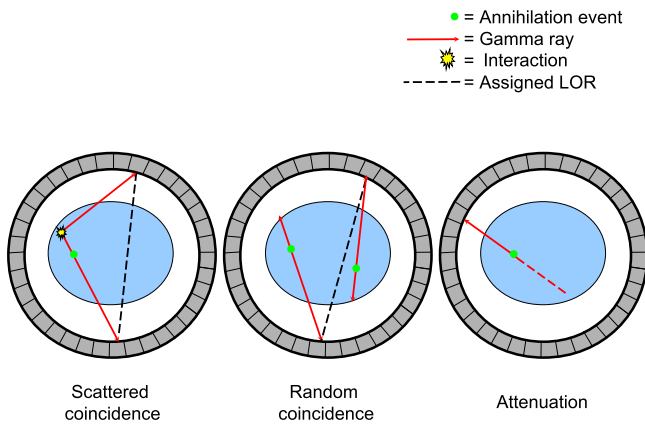 = Annihilation event
= Gamma ray
= Interaction
= Assigned LOR
Scattered
coincidence
Random
coincidence
Attenuation